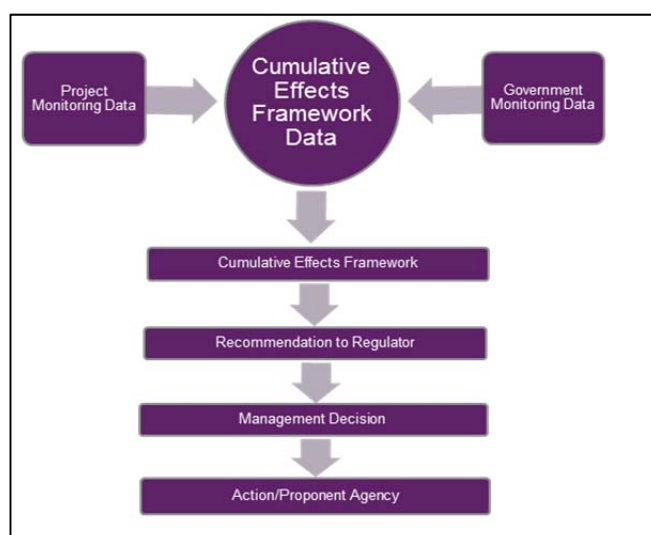 Project
Monitoring Data
Cumulative
Effects
Framework
Data
Government
Monitoring Data
Cumulative Effects Framework
Recommendation to Regulator
Management Decision
Action/Proponent Agency